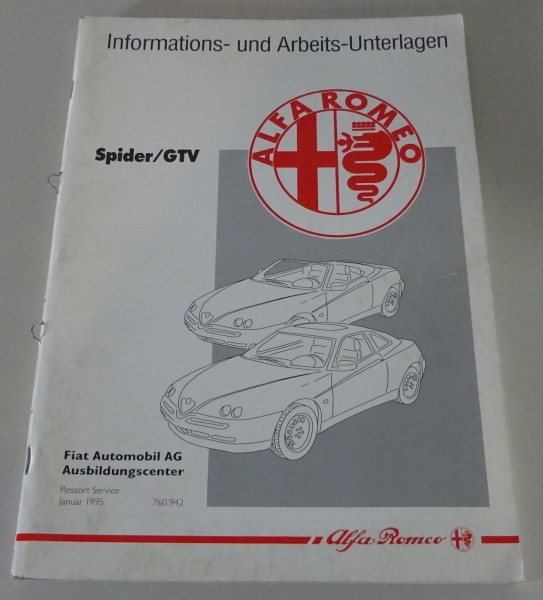 Informations- und Arbeits-Unterlagen
ALFA ROMEO
Spider/GTV
Fiat Automobil AG
Ausbildungscenter
Ressort Service
Januar 1995 760 942
Alfa Romeo